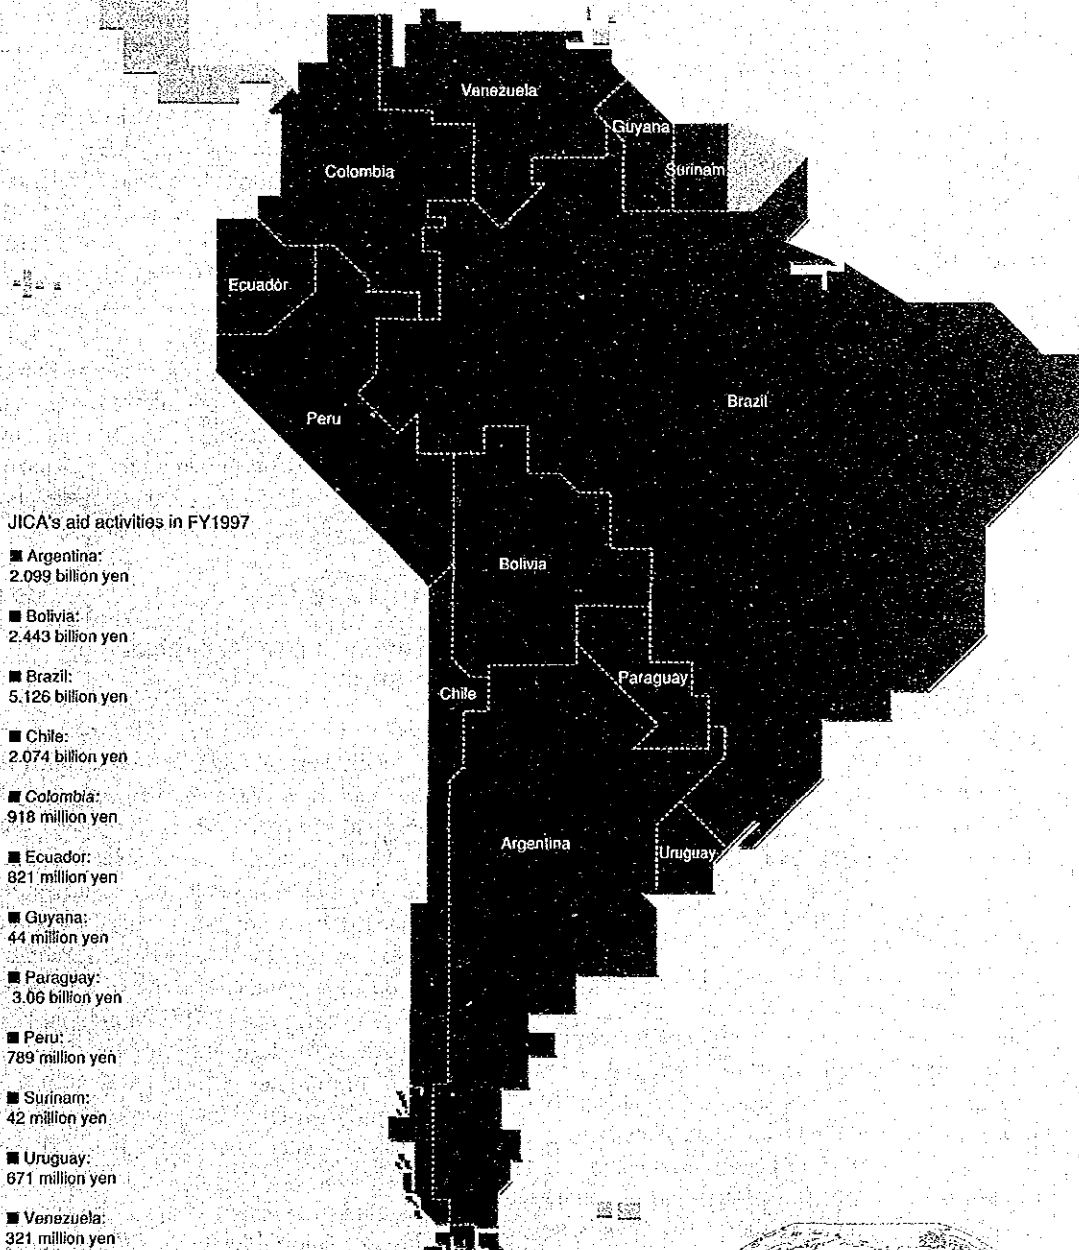 Venezuela
Guyana
Surinam
Colombia
Ecuador
Brazil
Peru
Bolivia
Paraguay
Chile
Argentina
Uruguay
JICA's aid activities in FY1997
■ Argentina:
2.099 billion yen
■ Bolivia:
2.443 billion yen
■ Brazil:
5.126 billion yen
■ Chile:
2.074 billion yen
■ Colombia:
918 million yen
■ Ecuador:
821 million yen
■ Guyana:
44 million yen
■ Paraguay:
3.06 billion yen
■ Peru:
789 million yen
■ Surinam:
42 million yen
■ Uruguay:
671 million yen
■ Venezuela:
321 million yen